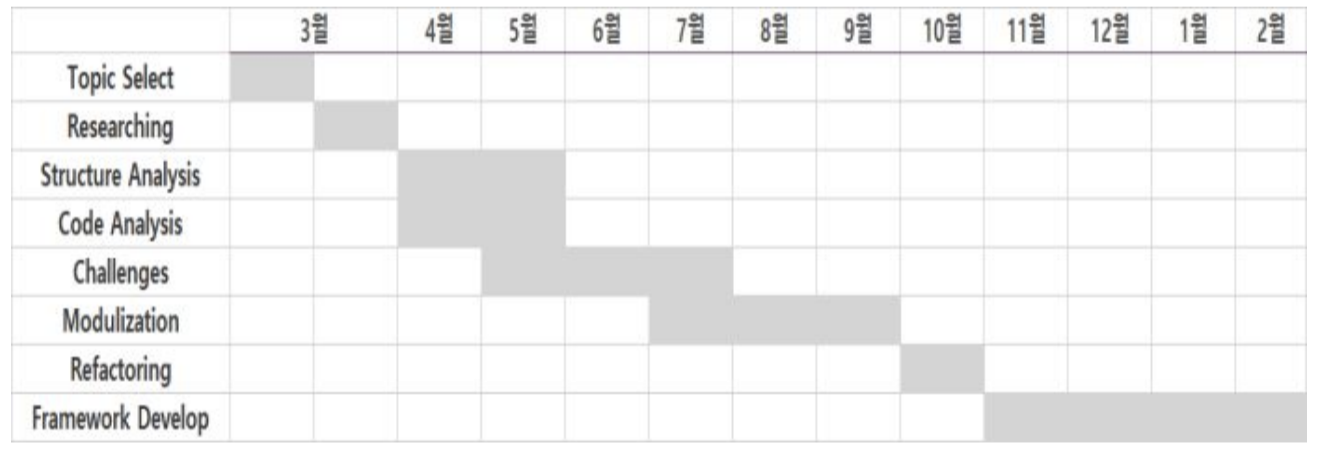 3월 4월 5월 6월 7월 8월 9월 10월 11월 12월 1월 2월
Topic Select
Researching
Structure Analysis
Code Analysis
Challenges
Modulization
Refactoring
Framework Develop